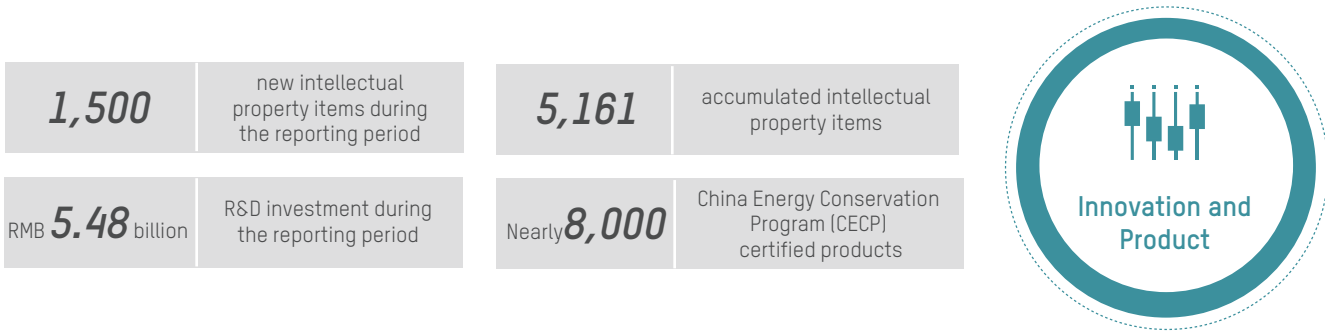 1,500
new intellectual
property items during
the reporting period
5,161
accumulated intellectual
property items
RMB 5.48 billion
R&D investment during
the reporting period
Nearly 8,000
China Energy Conservation
Program (CECP)
certified products
Innovation and
Product